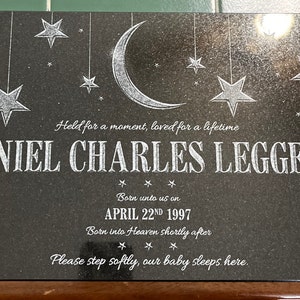 Held for a moment, loved for a lifetime
NIEL CHARLES LEGGE
Born unto us on
APRIL 22ND 1997
Born into Heaven shortly after
Please step softly, our baby sleeps here.